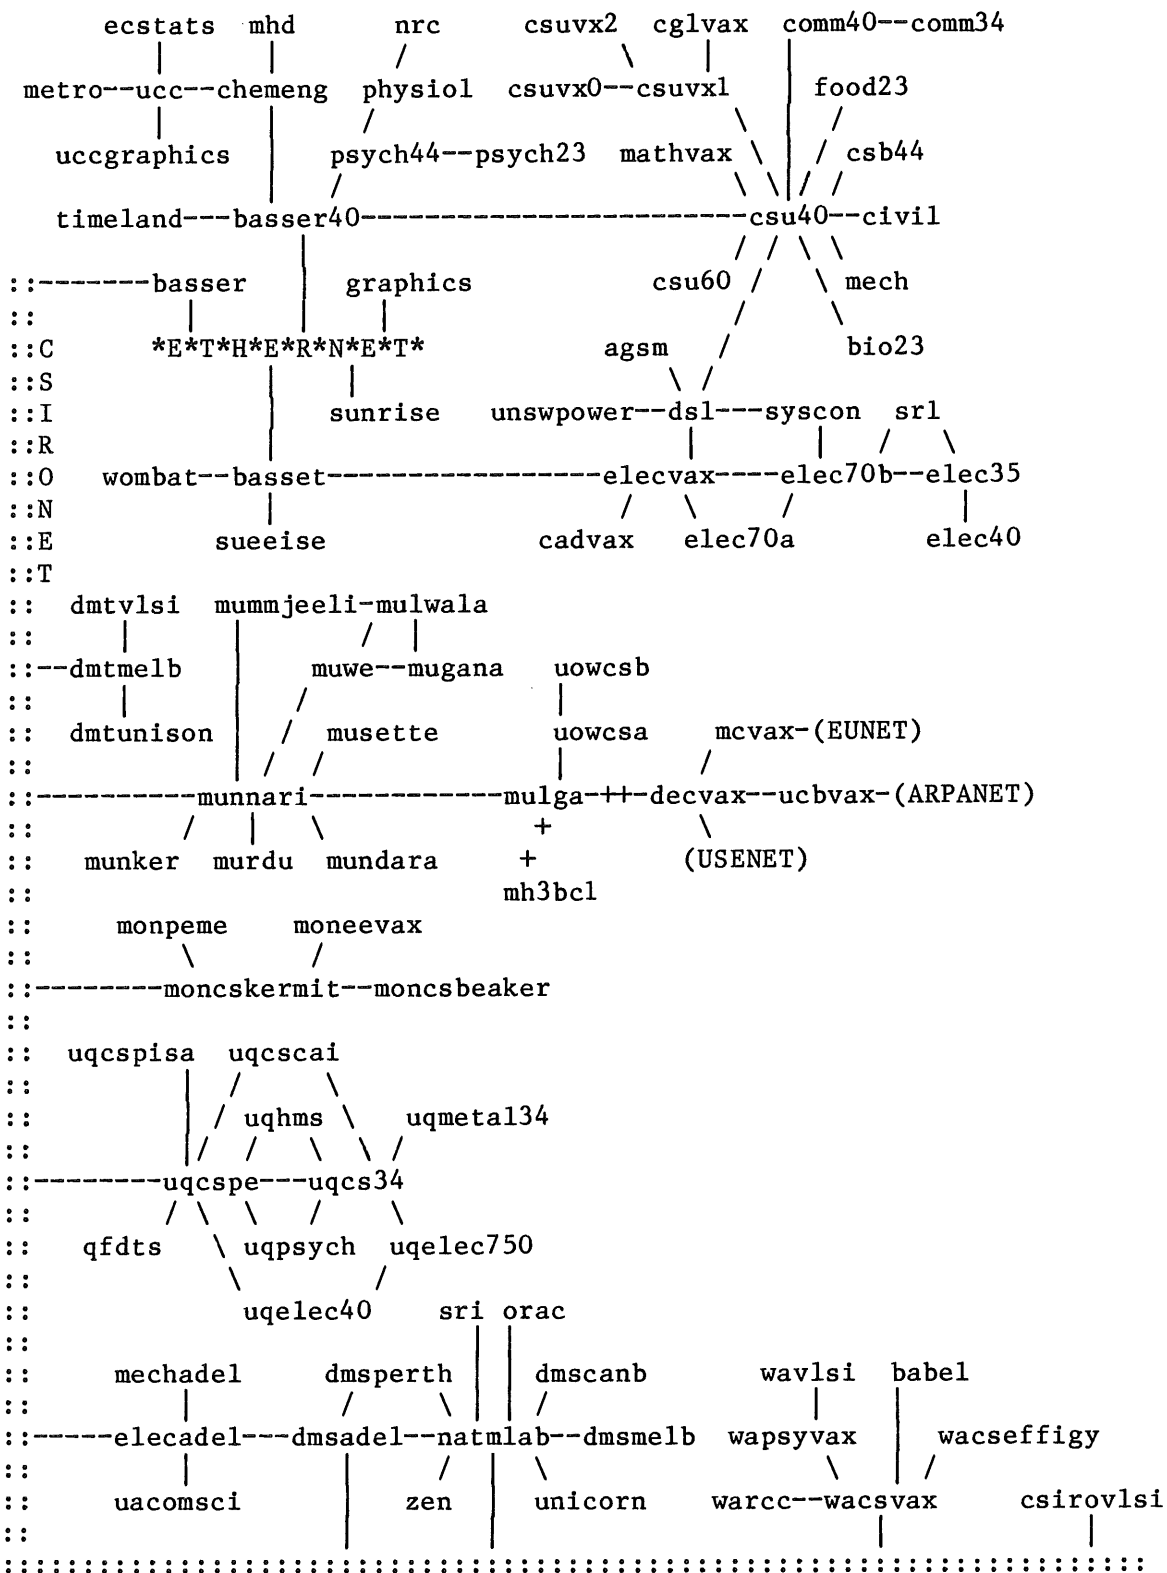 ecstats mhd nrc csuvx2 cglvax comm40--comm34
metro--ucc--chemeng physiol csuvx0--csuvx1 food23
uccgraphics psych44--psych23 mathvax csb44
timeland---basser40------------------------csu40--civil
::-------basser graphics csu60 mech
::
::C *E*T*H*E*R*N*E*T* agsm bio23
::S
::I sunrise unswpower--dsl---syscon srl
::R
::O wombat--basset-----------------elecvax----elec70b--elec35
::N
::E sueeise cadvax elec70a elec40
::T
:: dmtvlsi mummjeeli-mulwala
::
::--dmtmelb muwe--mugana uowcsb
::
:: dmtunison musette uowcsa mcvax-(EUNET)
::
::----------munnari------------mulga-++-decvax--ucbvax-(ARPANET)
:: +
:: munker murdu mundara + (USENET)
:: mh3bcl
:: monpeme moneevax
::
::--------moncskermit--moncsbeaker
::
:: uqcspisa uqcscai
::
:: uqhms uqmetal34
::
::--------uqcspe---uqcs34
::
:: qfdts uqpsych uqelec750
::
:: uqelec40 sri orac
::
:: mechadel dmsperth dmscanb wavlsi babel
::
::-----elecadel---dmsadel--natmlab--dmsmelb wapsyvax wacseffigy
::
:: uacomsci zen unicorn warcc--wacsvax csirovlsi
::